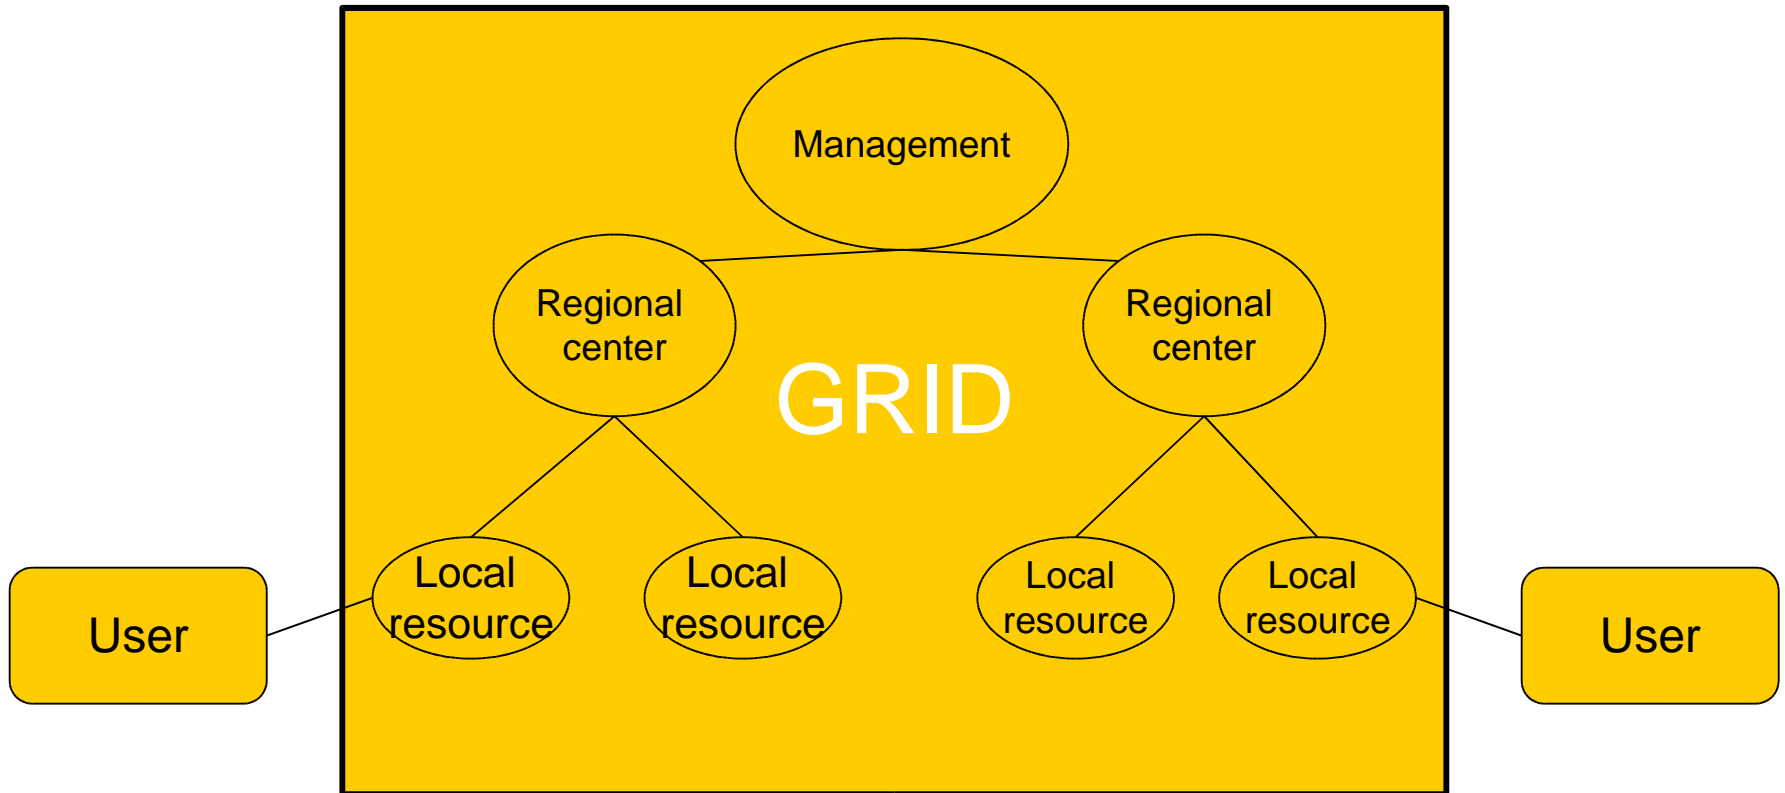 Management
Regional
center
Regional
center
GRID
Local
resource
Local
resource
Local
resource
Local
resource
User
User